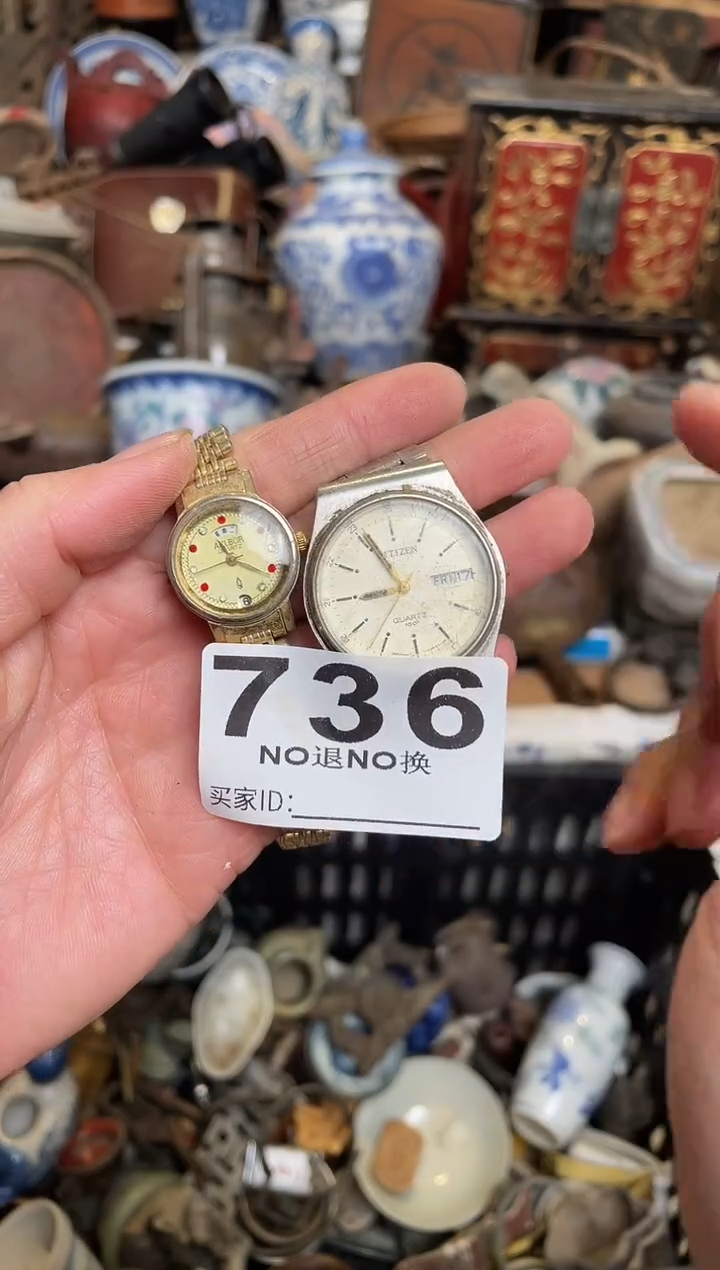 CITIZEN
QUARTZ
736
NO退NO换
买家ID: